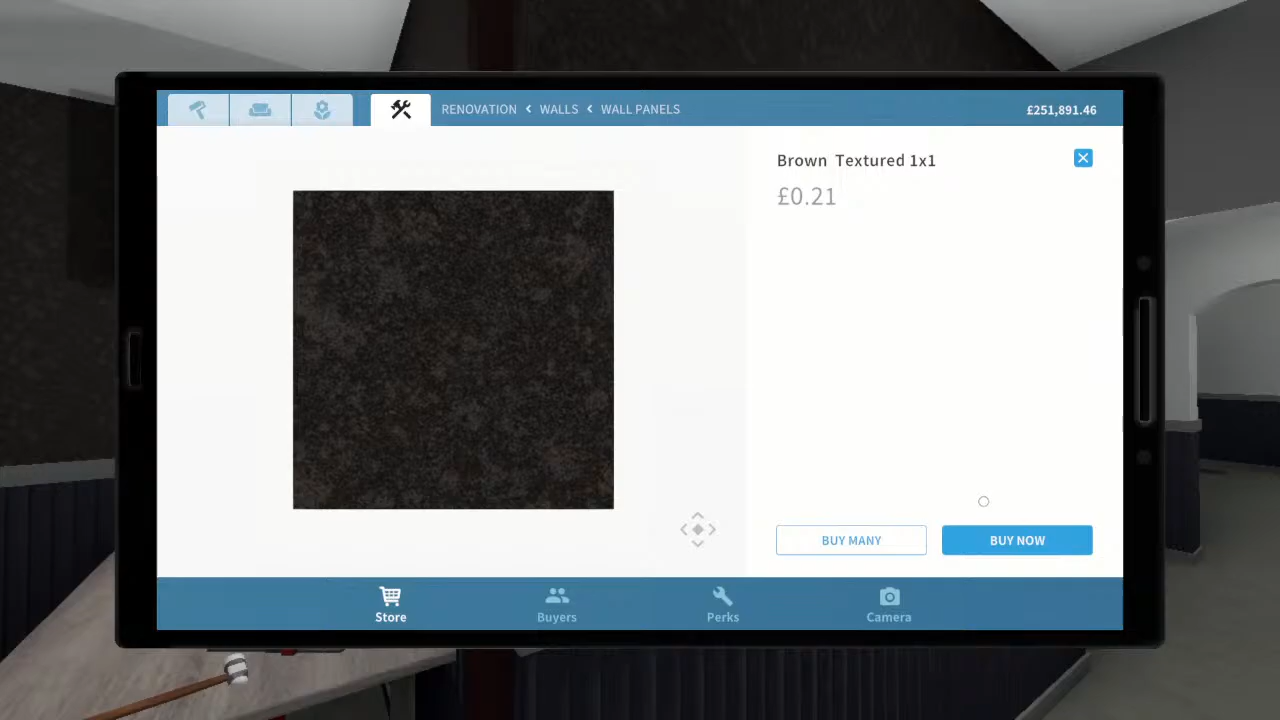 RENOVATION < WALLS < WALL PANELS
£251,891.46
Brown Textured 1x1
£0.21
BUY MANY
BUY NOW
Store
Buyers
Perks
Camera